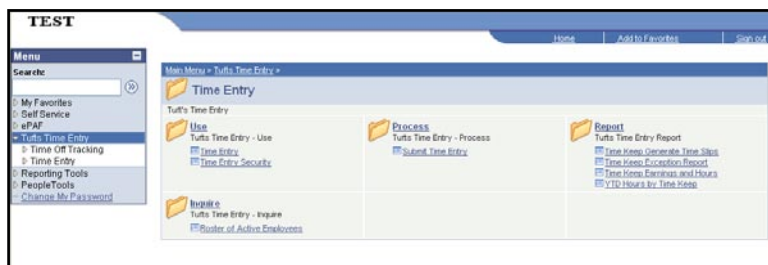 TEST
Home Add to Favorites Sign out
Menu
Search:
My Favorites
Self Service
ePAF
Tufts Time Entry
Time Off Tracking
Time Entry
Reporting Tools
PeopleTools
Change My Password
Main Menu > Tufts Time Entry >
Time Entry
Tuft's Time Entry
Use
Tufts Time Entry - Use
Time Entry
Time Entry Security
Process
Tufts Time Entry - Process
Submit Time Entry
Report
Tufts Time Entry Report
Time Keep Generate Time Slips
Time Keep Exception Report
Time Keep Earnings and Hours
YTD Hours by Time Keep
Inquire
Tufts Time Entry - Inquire
Roster of Active Employees